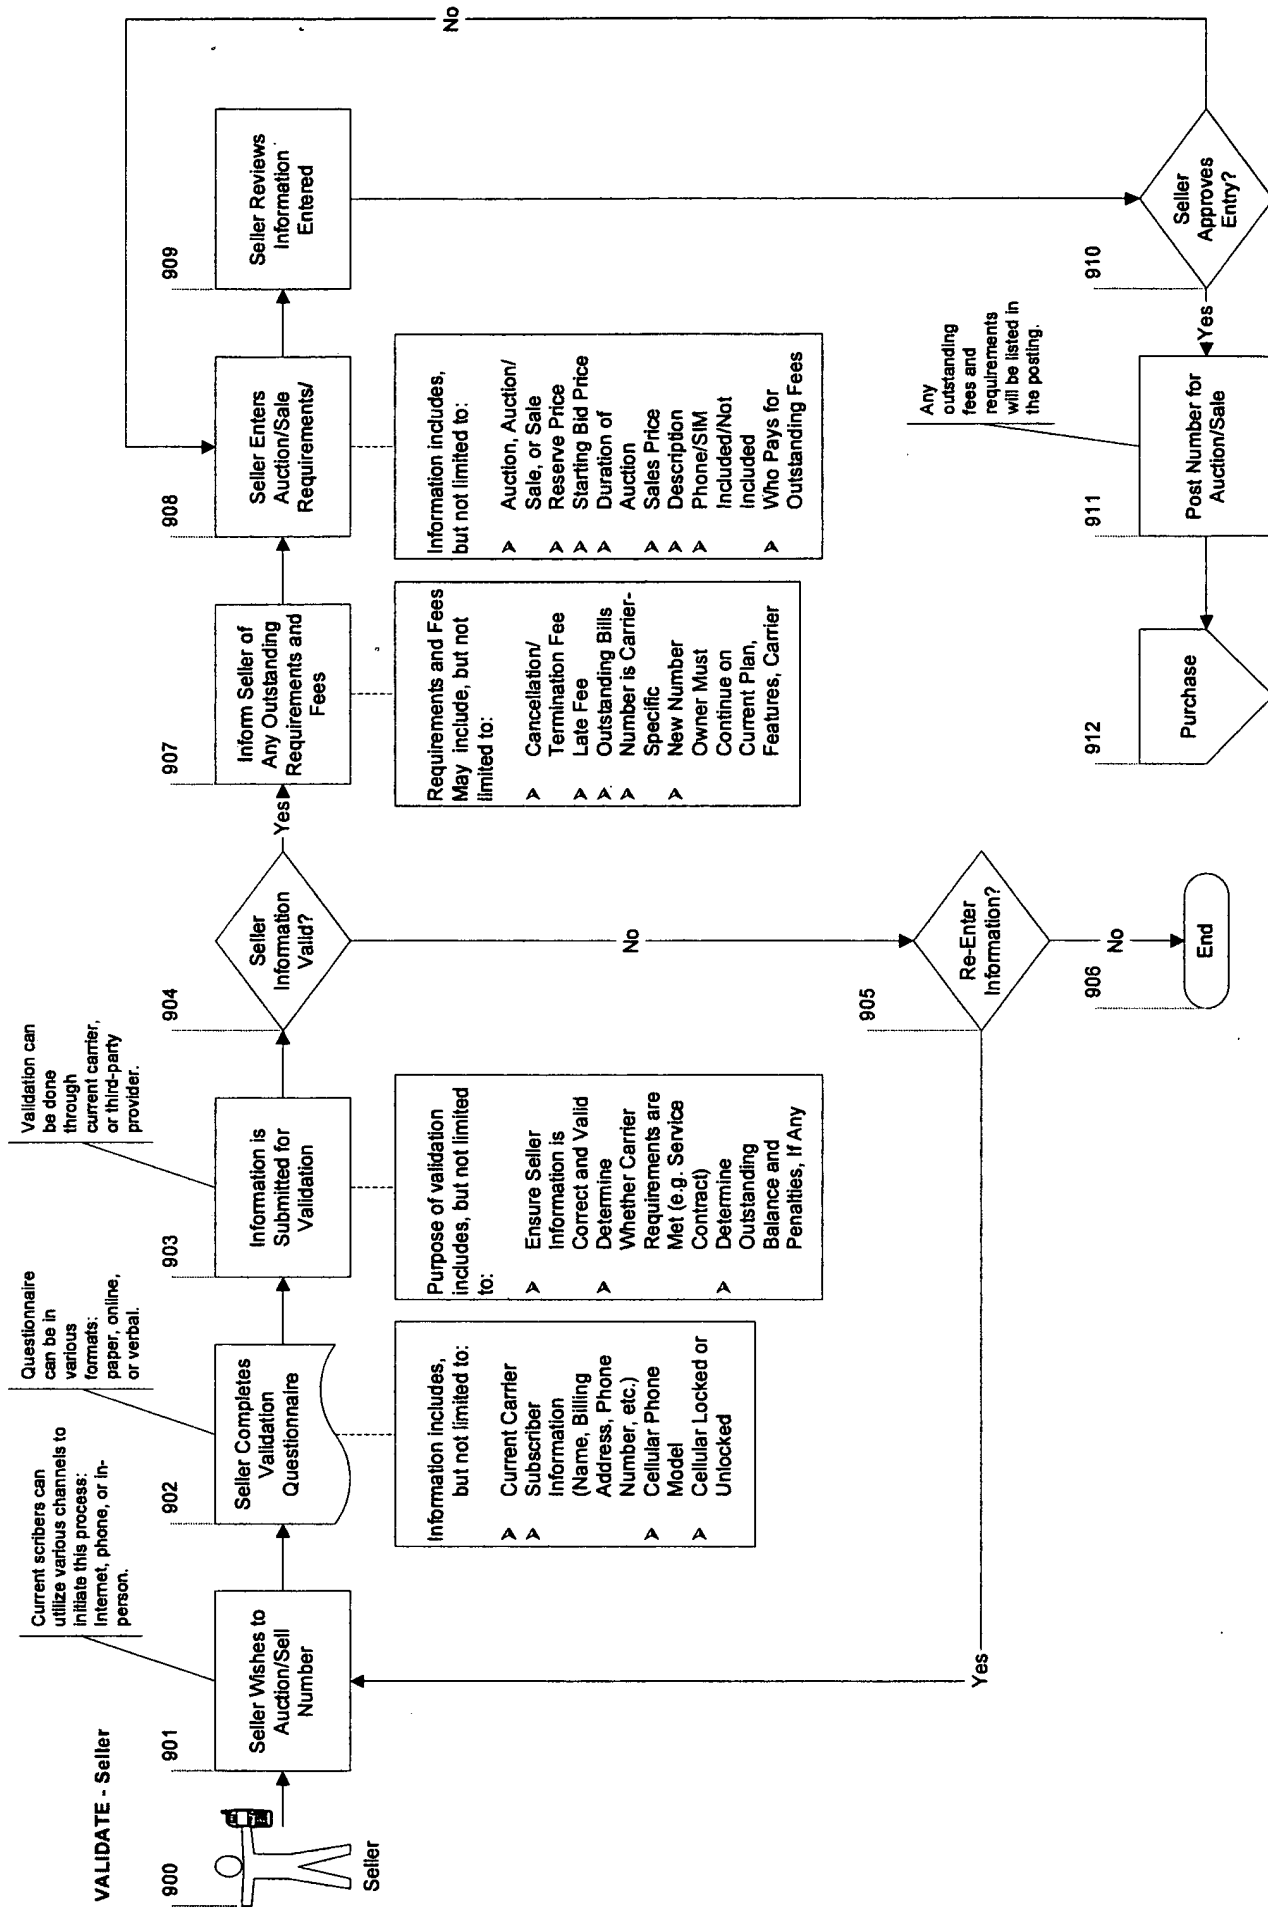 VALIDATE - Seller
900
Seller
Current scribers can
utilize various channels to
initiate this process:
Internet, phone, or in-
person.
901
Seller Wishes to
Auction/Sell
Number
Questionnaire
can be in
various
formats:
paper, online,
or verbal.
902
Seller Completes
Validation
Questionnaire
Information includes,
but not limited to:
➢ Current Carrier
➢ Subscriber
Information
(Name, Billing
Address, Phone
Number, etc.)
➢ Cellular Phone
Model
➢ Cellular Locked or
Unlocked
Validation can
be done
through
current carrier,
or third-party
provider.
903
Information is
Submitted for
Validation
Purpose of validation
includes, but not limited
to:
➢ Ensure Seller
Information is
Correct and Valid
➢ Determine
Whether Carrier
Requirements are
Met (e.g. Service
Contract)
➢ Determine
Outstanding
Balance and
Penalties, If Any
904
Seller
Information
Valid?
Yes
No
905
Re-Enter
Information?
Yes
No
906
End
907
Inform Seller of
Any Outstanding
Requirements and
Fees
Requirements and Fees
May include, but not
limited to:
➢ Cancellation/
Termination Fee
➢ Late Fee
➢ Outstanding Bills
➢ Number is Carrier-
Specific
➢ New Number
Owner Must
Continue on
Current Plan,
Features, Carrier
908
Seller Enters
Auction/Sale
Requirements/
Information includes,
but not limited to:
➢ Auction, Auction/
Sale, or Sale
➢ Reserve Price
➢ Starting Bid Price
➢ Duration of
Auction
➢ Sales Price
➢ Description
➢ Phone/SIM
Included/Not
Included
➢ Who Pays for
Outstanding Fees
909
Seller Reviews
Information
Entered
910
Seller
Approves
Entry?
No
Yes
Any
outstanding
fees and
requirements
will be listed in
the posting.
911
Post Number for
Auction/Sale
912
Purchase